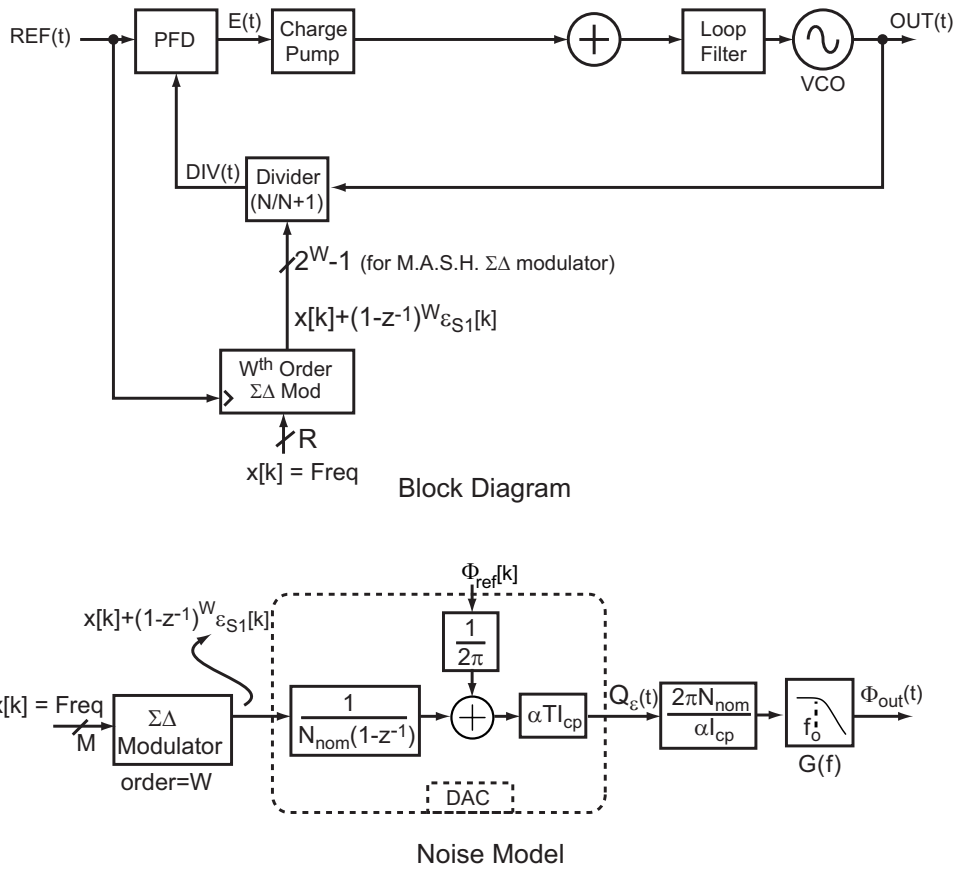 REF(t)
PFD
E(t)
Charge
Pump
+
Loop
Filter
VCO
OUT(t)
DIV(t)
Divider
(N/N+1)
2^W-1 (for M.A.S.H. ΣΔ modulator)
x[k]+(1-z^-1)^W ε_S1[k]
W^th Order
ΣΔ Mod
R
x[k] = Freq
Block Diagram
Φ_ref[k]
x[k]+(1-z^-1)^W ε_S1[k]
1
2π
x[k] = Freq
M
ΣΔ
Modulator
order=W
1
N_nom(1-z^-1)
+
αTI_cp
Q_ε(t)
2πN_nom
αI_cp
f_o
G(f)
Φ_out(t)
DAC
Noise Model